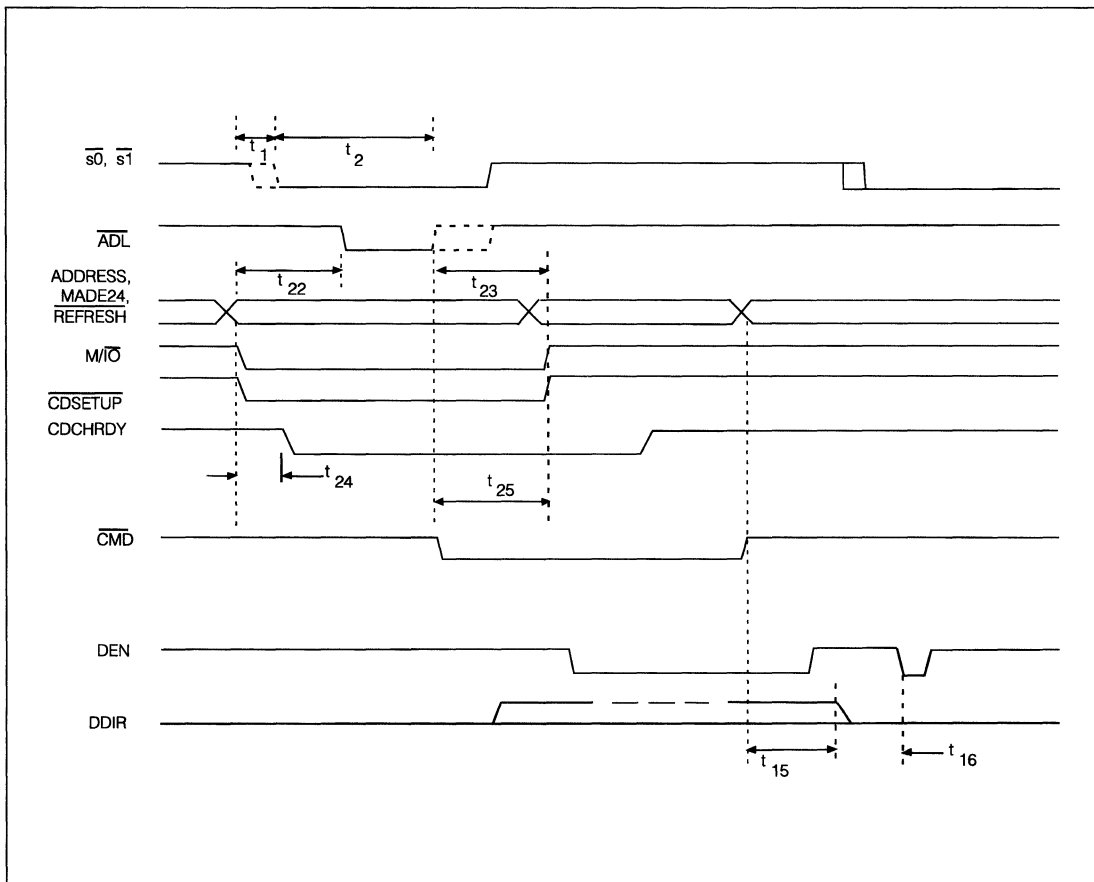 t1
t2
s0, s1
ADL
t22
t23
ADDRESS,
MADE24,
REFRESH
M/IO
CDSETUP
CDCHRDY
t24
t25
CMD
DEN
DDIR
t15
t16